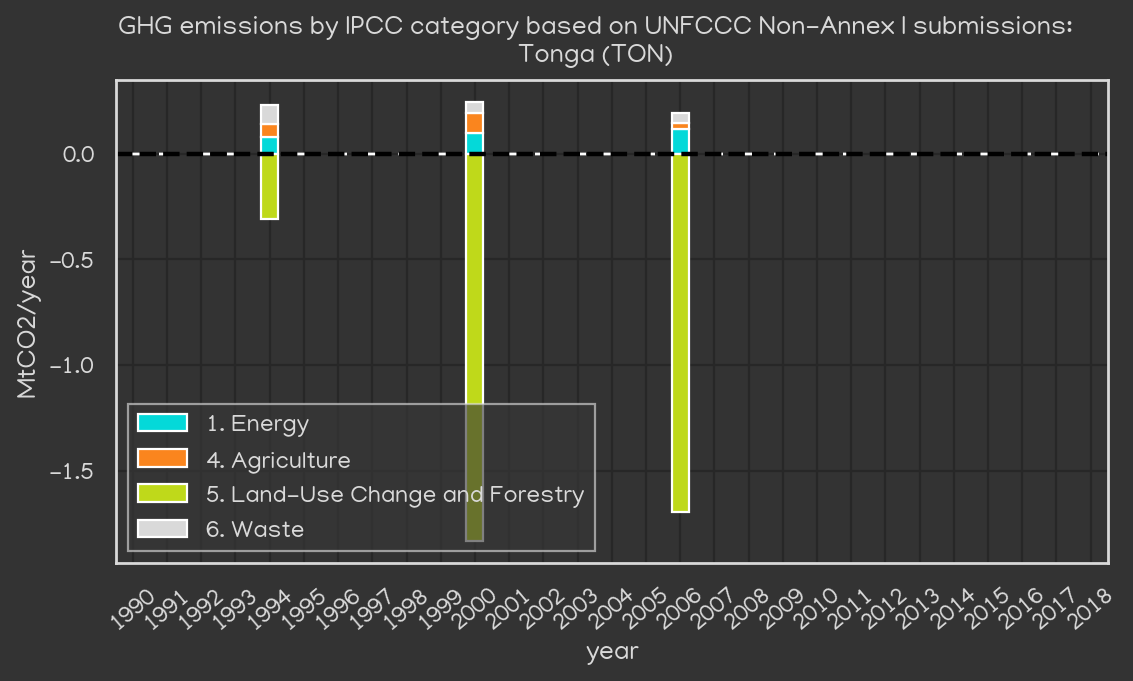 GHG emissions by IPCC category based on UNFCCC Non-Annex I submissions:
Tonga (TON)
MtCO2/year
0.0
-0.5
-1.0
-1.5
1. Energy
4. Agriculture
5. Land-Use Change and Forestry
6. Waste
1990 1991 1992 1993 1994 1995 1996 1997 1998 1999 2000 2001 2002 2003 2004 2005 2006 2007 2008 2009 2010 2011 2012 2013 2014 2015 2016 2017 2018
year